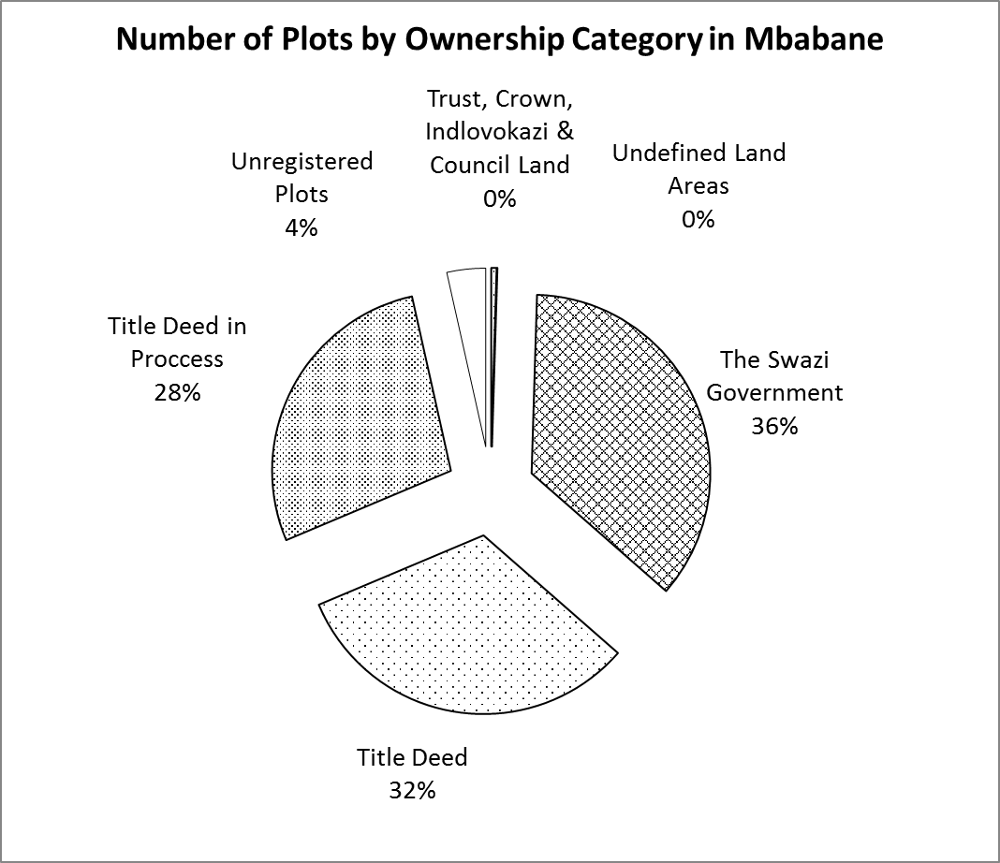 Number of Plots by Ownership Category in Mbabane
Trust, Crown,
Indlovokazi &
Council Land
0%
Undefined Land
Areas
0%
Unregistered
Plots
4%
Title Deed in
Proccess
28%
The Swazi
Government
36%
Title Deed
32%